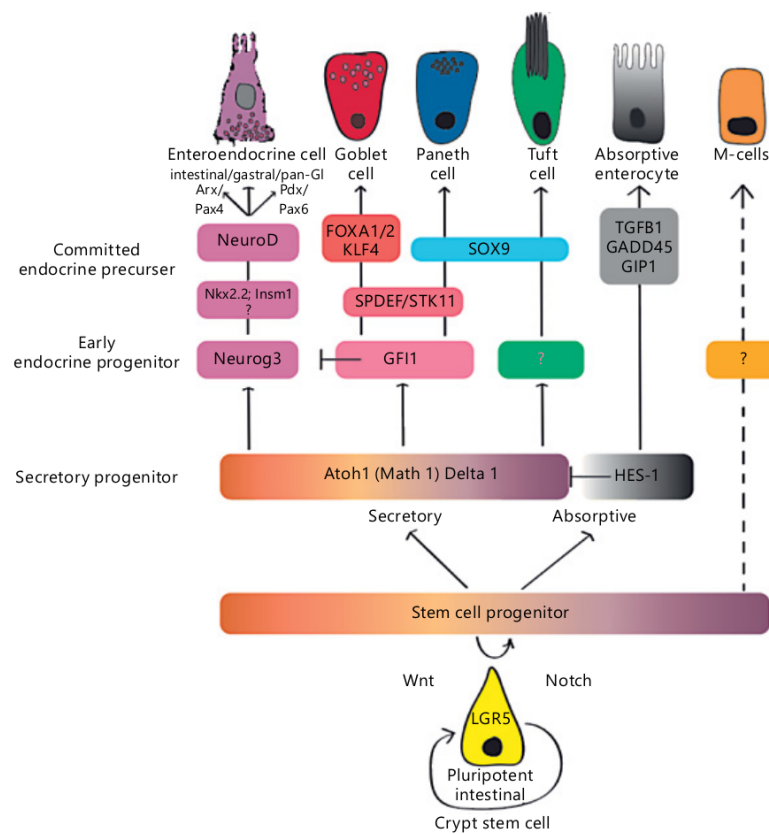 Enteroendocrine cell
intestinal/gastral/pan-GI
Arx/
Pax4
Pdx/
Pax6
Goblet
cell
Paneth
cell
Tuft
cell
Absorptive
enterocyte
M-cells
Committed
endocrine precurser
NeuroD
FOXA1/2
KLF4
SOX9
TGFB1
GADD45
GIP1
Nkx2.2; Insm1
?
SPDEF/STK11
Early
endocrine progenitor
Neurog3
GFI1
?
?
Secretory progenitor
Atoh1 (Math 1) Delta 1
HES-1
Secretory
Absorptive
Stem cell progenitor
Wnt
Notch
LGR5
Pluripotent
intestinal
Crypt stem cell